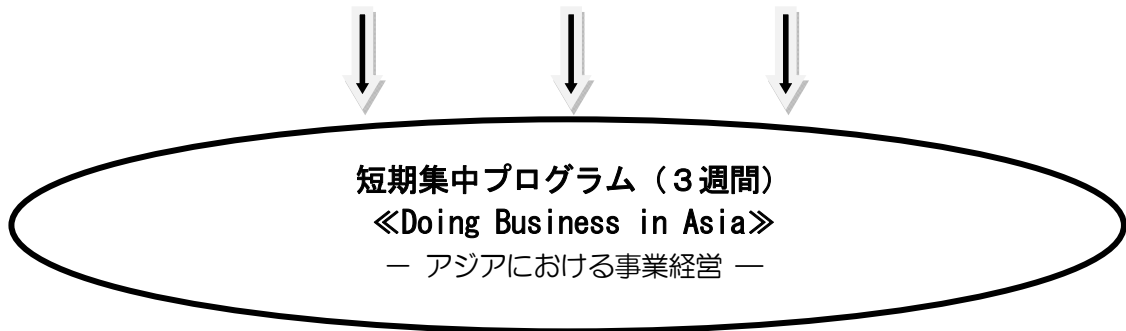 短期集中プログラム（３週間）
≪Doing Business in Asia≫
― アジアにおける事業経営 ―